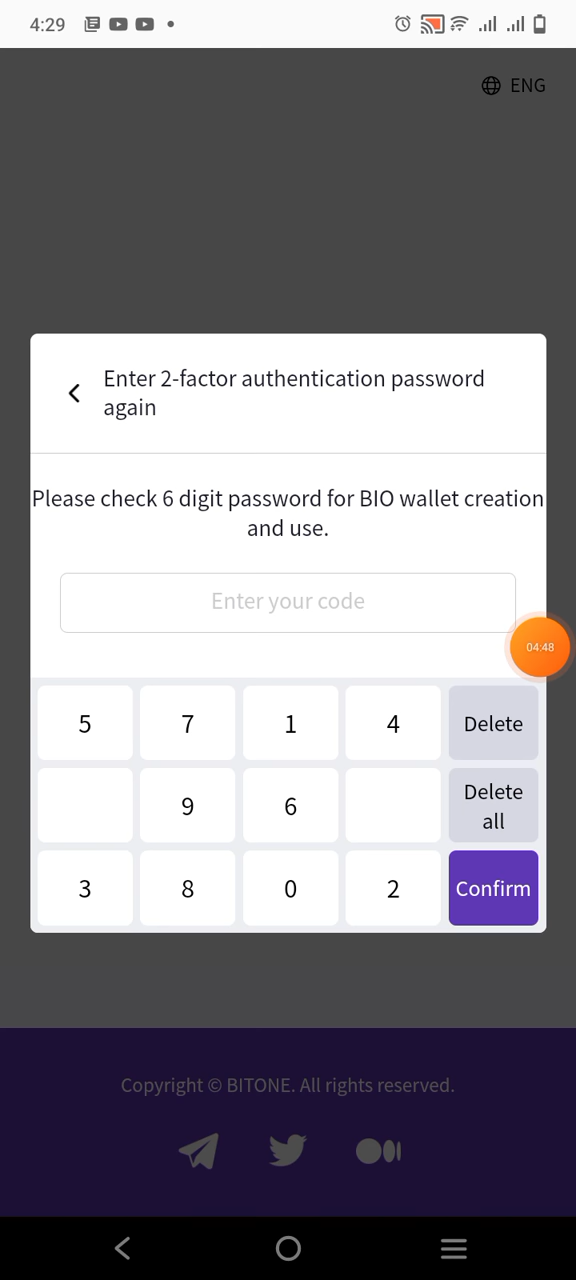 4:29
ENG
Enter 2-factor authentication password
again
Please check 6 digit password for BIO wallet creation
and use.
Enter your code
04:48
5 7 1 4 Delete
9 6 Delete
all
3 8 0 2 Confirm
Copyright © BITONE. All rights reserved.